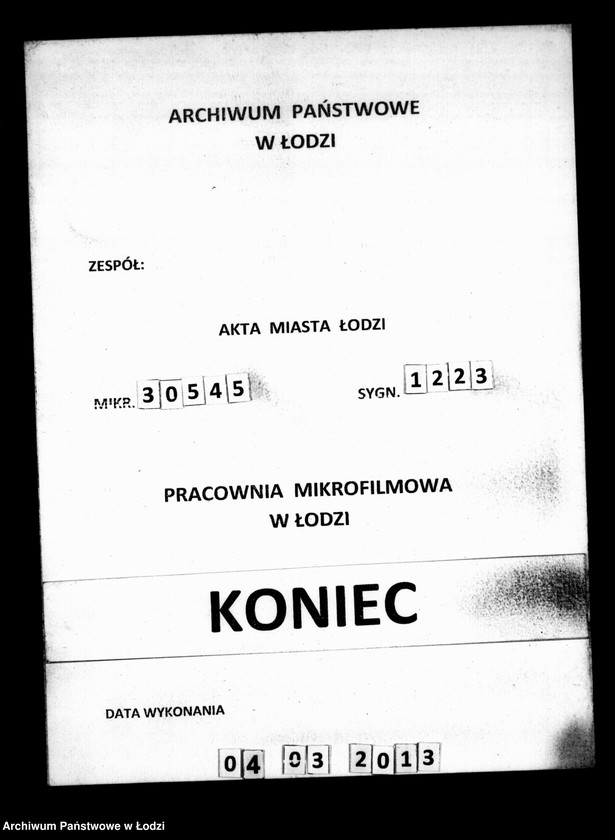 ARCHIWUM PAŃSTWOWE
W ŁODZI
ZESPÓŁ:
AKTA MIASTA ŁODZI
MIKR. 30545 SYGN. 1223
PRACOWNIA MIKROFILMOWA
W ŁODZI
KONIEC
DATA WYKONANIA
04 03 2013
Archiwum Państwowe w Łodzi